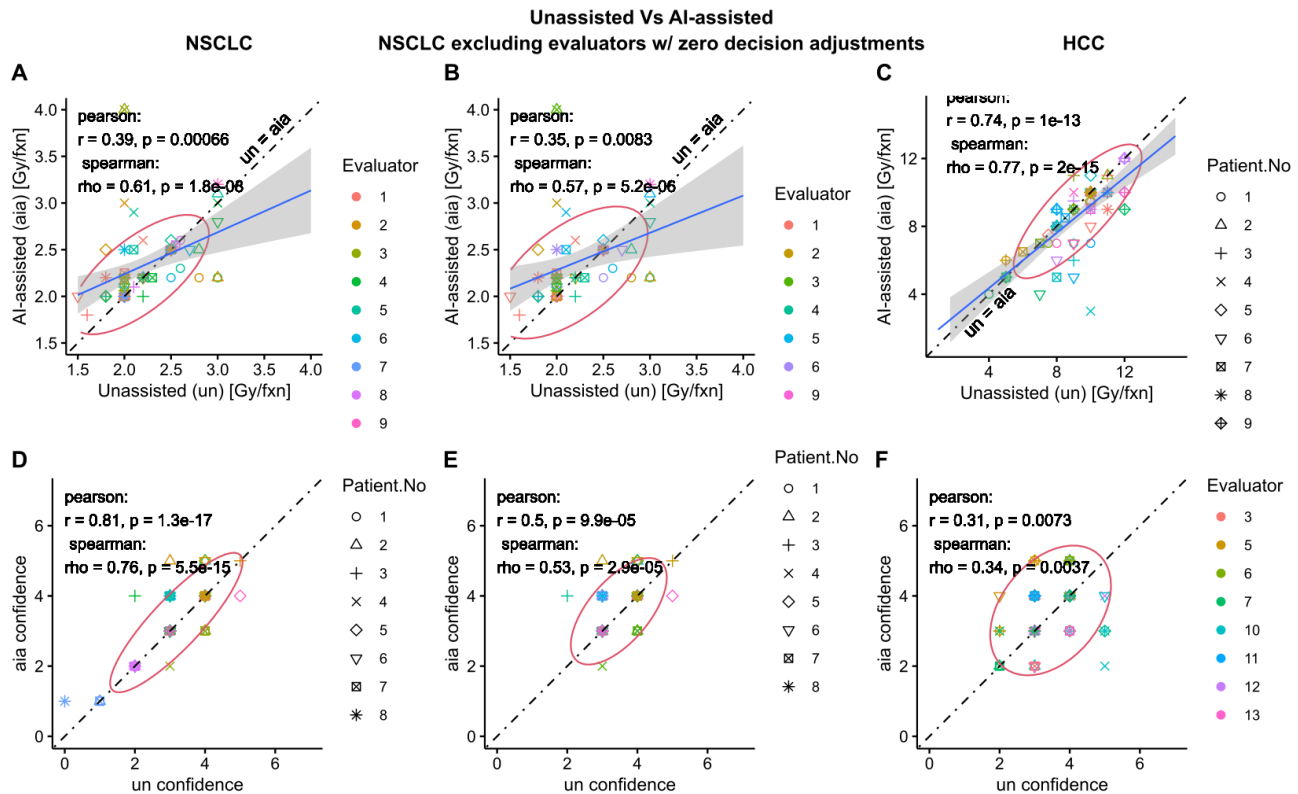 Unassisted Vs AI-assisted
NSCLC
NSCLC excluding evaluators w/ zero decision adjustments
HCC
A
AI-assisted (aia) [Gy/fxn]
4.0
3.5
3.0
2.5
2.0
1.5
pearson:
r = 0.39, p = 0.00066
spearman:
rho = 0.61, p = 1.8e-08
un = aia
1.5 2.0 2.5 3.0 3.5 4.0
Unassisted (un) [Gy/fxn]
Evaluator
1
2
3
4
5
6
7
8
9
B
AI-assisted (aia) [Gy/fxn]
4.0
3.5
3.0
2.5
2.0
1.5
pearson:
r = 0.35, p = 0.0083
spearman:
rho = 0.57, p = 5.2e-06
un = aia
1.5 2.0 2.5 3.0 3.5 4.0
Unassisted (un) [Gy/fxn]
Evaluator
1
2
3
4
5
6
9
C
AI-assisted (aia) [Gy/fxn]
12
8
4
pearson:
r = 0.74, p = 1e-13
spearman:
rho = 0.77, p = 2e-15
un = aia
4 8 12
Unassisted (un) [Gy/fxn]
Patient.No
1
2
3
4
5
6
7
8
9
D
aia confidence
6
4
2
0
pearson:
r = 0.81, p = 1.3e-17
spearman:
rho = 0.76, p = 5.5e-15
0 2 4 6
un confidence
Patient.No
1
2
3
4
5
6
7
8
E
aia confidence
6
4
2
0
pearson:
r = 0.5, p = 9.9e-05
spearman:
rho = 0.53, p = 2.9e-05
0 2 4 6
un confidence
Patient.No
1
2
3
4
5
6
7
8
F
aia confidence
6
4
2
0
pearson:
r = 0.31, p = 0.0073
spearman:
rho = 0.34, p = 0.0037
0 2 4 6
un confidence
Evaluator
3
5
6
7
10
11
12
13